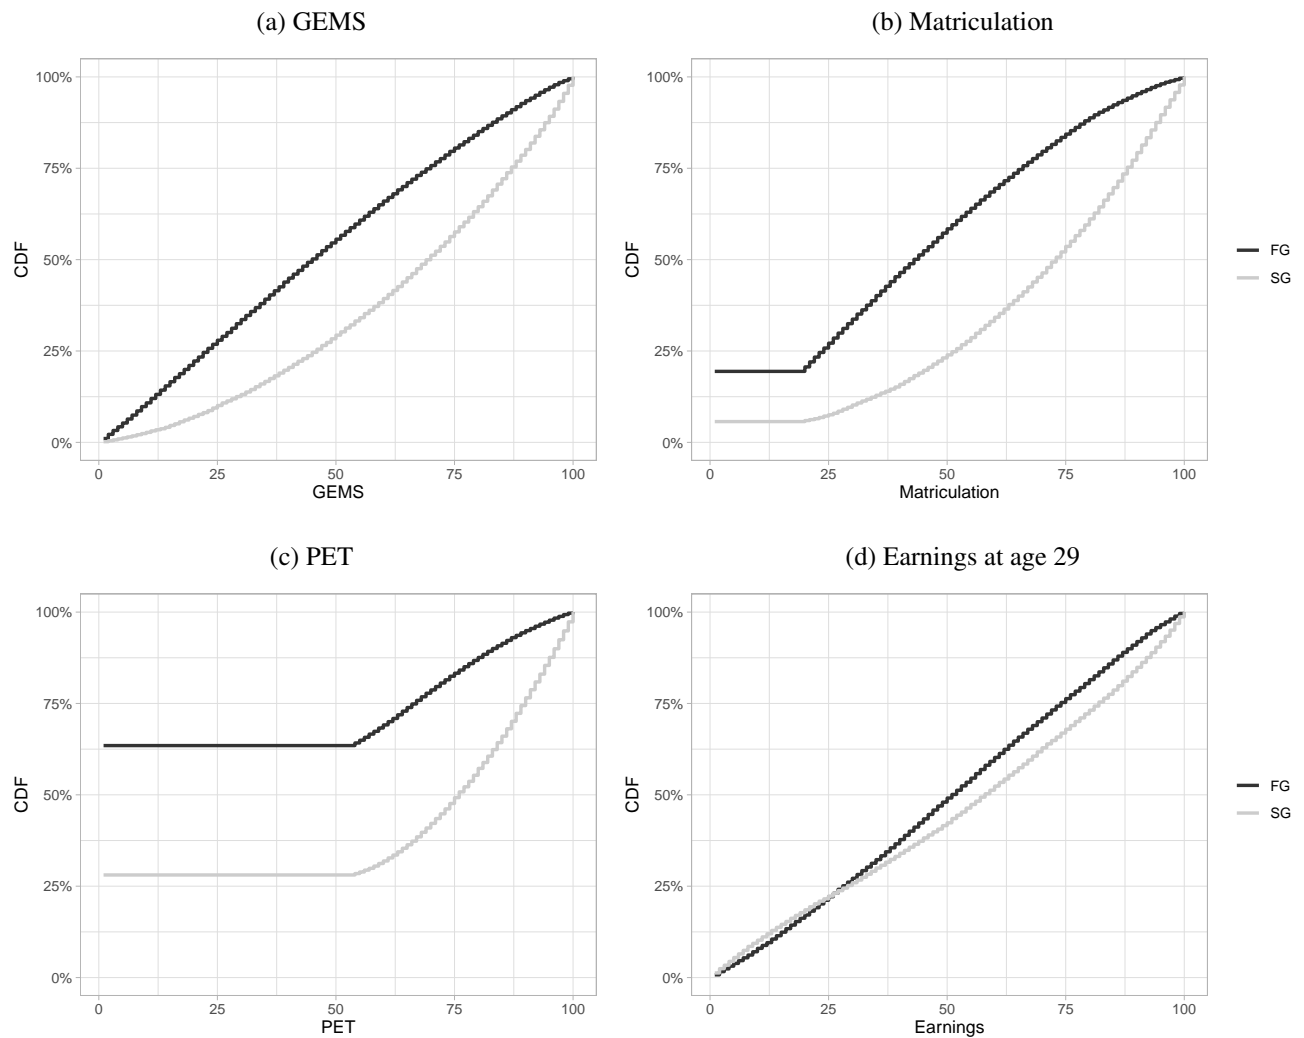 (a) GEMS
(b) Matriculation
100%
75%
50%
25%
0%
CDF
0 25 50 75 100
GEMS
100%
75%
50%
25%
0%
CDF
0 25 50 75 100
Matriculation
FG
SG
(c) PET
(d) Earnings at age 29
100%
75%
50%
25%
0%
CDF
0 25 50 75 100
PET
100%
75%
50%
25%
0%
CDF
0 25 50 75 100
Earnings
FG
SG